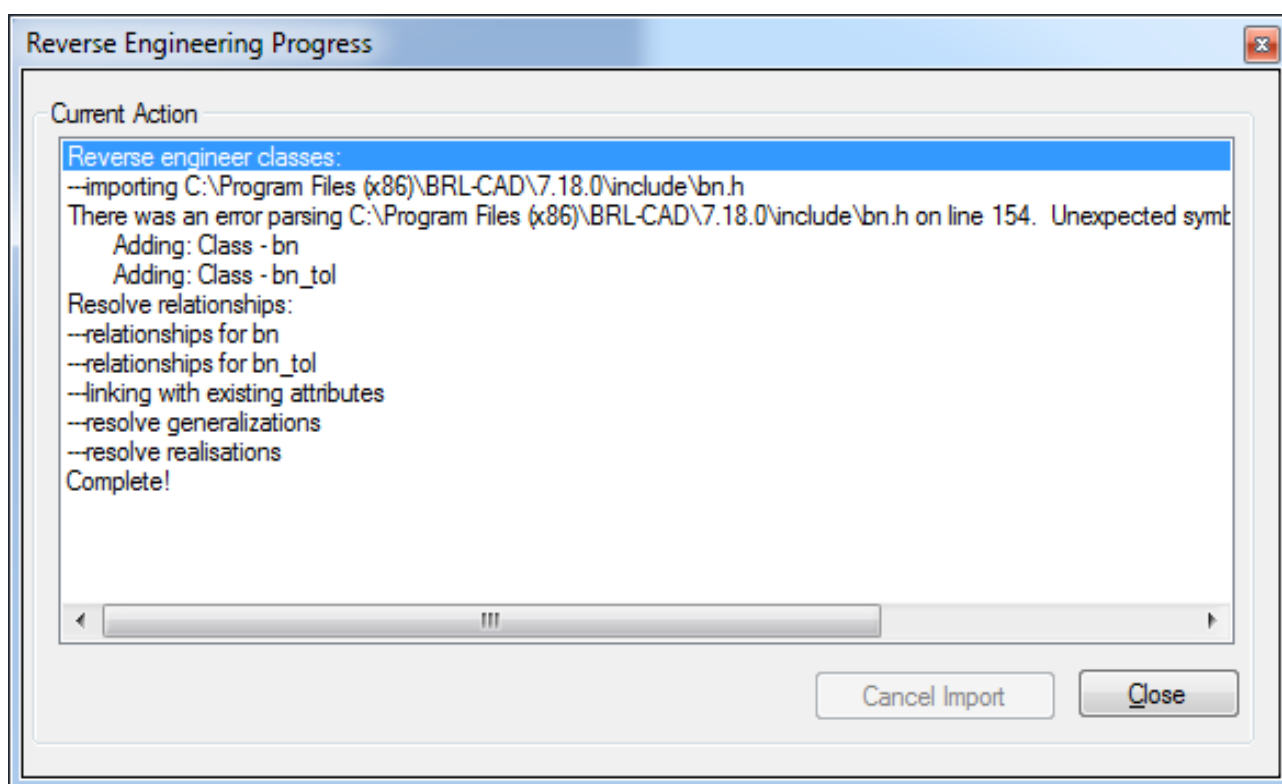 Reverse Engineering Progress
Current Action
Reverse engineer classes:
---importing C:\Program Files (x86)\BRL-CAD\7.18.0\include\bn.h
There was an error parsing C:\Program Files (x86)\BRL-CAD\7.18.0\include\bn.h on line 154.  Unexpected symb
Adding: Class - bn
Adding: Class - bn_tol
Resolve relationships:
---relationships for bn
---relationships for bn_tol
---linking with existing attributes
---resolve generalizations
---resolve realisations
Complete!
Cancel Import
Close